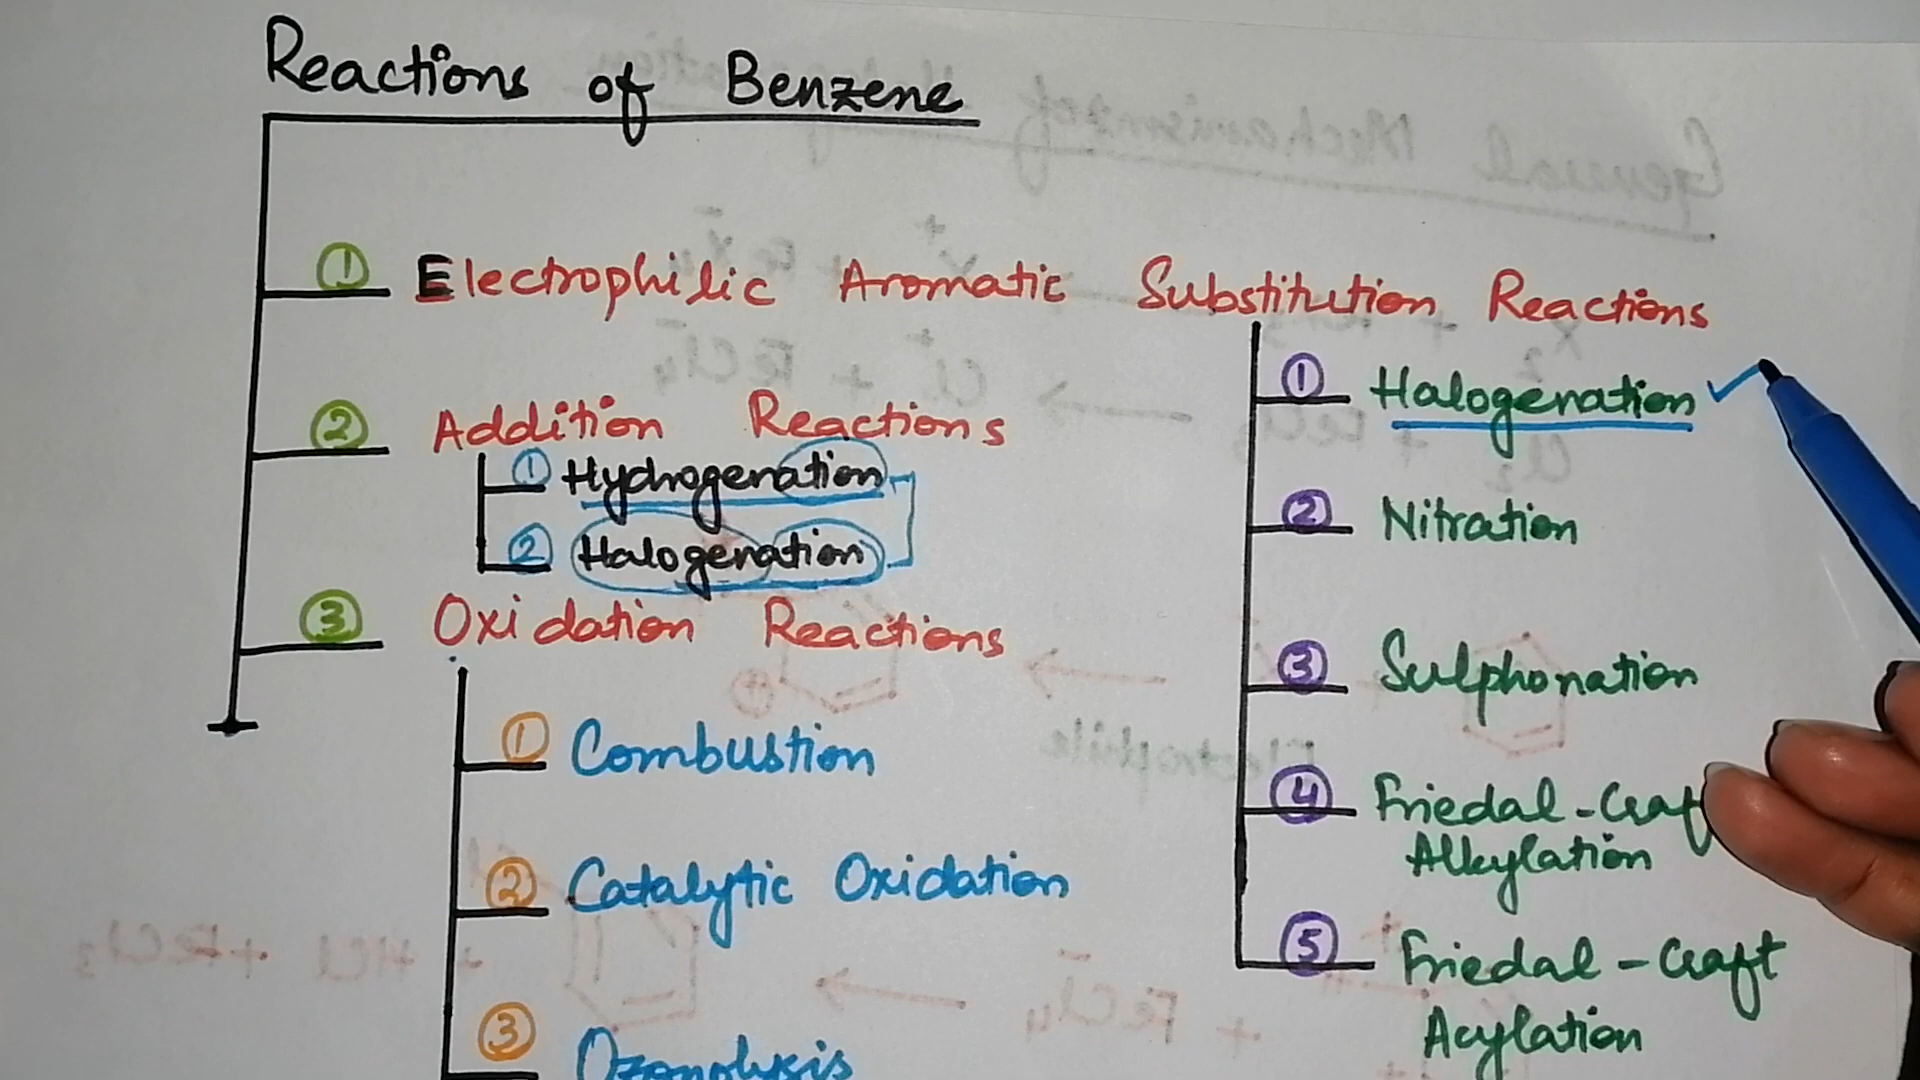 Reactions of Benzene
① Electrophilic Aromatic Substitution Reactions
① Halogenation
② Nitration
③ Sulphonation
④ Friedal-Craft
Alkylation
⑤ Friedal-Craft
Acylation
② Addition Reactions
① Hydrogenation
② Halogenation
③ Oxidation Reactions
① Combustion
② Catalytic Oxidation
③ Ozonolysis